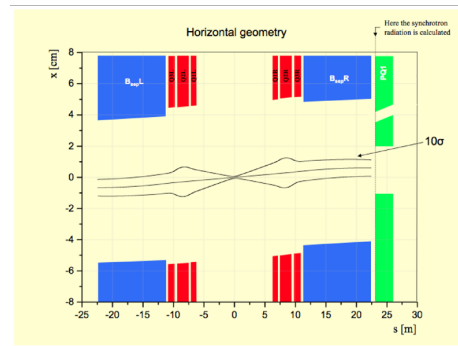 Here the synchrotron
radiation is calculated
Horizontal geometry
x [cm]
8
6
4
2
0
-2
-4
-6
-8
BsepL
BsepR
PQ1
10σ
-25 -20 -15 -10 -5 0 5 10 15 20 25 30
s [m]